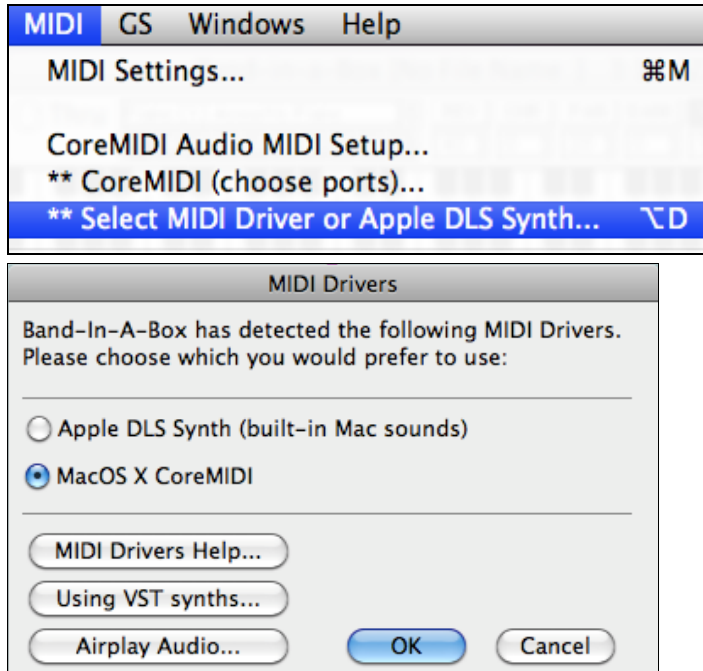 MIDI GS Windows Help
MIDI Settings... ⌘M
CoreMIDI Audio MIDI Setup...
** CoreMIDI (choose ports)...
** Select MIDI Driver or Apple DLS Synth... ⌥D
MIDI Drivers
Band-In-A-Box has detected the following MIDI Drivers.
Please choose which you would prefer to use:
Apple DLS Synth (built-in Mac sounds)
MacOS X CoreMIDI
MIDI Drivers Help...
Using VST synths...
Airplay Audio... OK Cancel